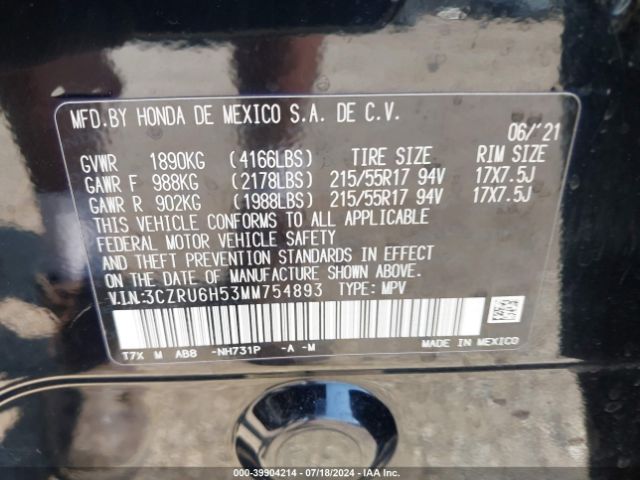 MFD.BY HONDA DE MEXICO S.A. DE C.V.
06/'21
GVWR 1890KG (4166LBS) TIRE SIZE RIM SIZE
GAWR F 988KG (2178LBS) 215/55R17 94V 17X7.5J
GAWR R 902KG (1988LBS) 215/55R17 94V 17X7.5J
THIS VEHICLE CONFORMS TO ALL APPLICABLE
FEDERAL MOTOR VEHICLE SAFETY
AND THEFT PREVENTION STANDARDS IN EFFECT
ON THE DATE OF MANUFACTURE SHOWN ABOVE.
V.I.N:3CZRU6H53MM754893 TYPE: MPV
T7X M AB8 -NH731P -A -M
MADE IN MEXICO
000-39904214 - 07/18/2024 - IAA